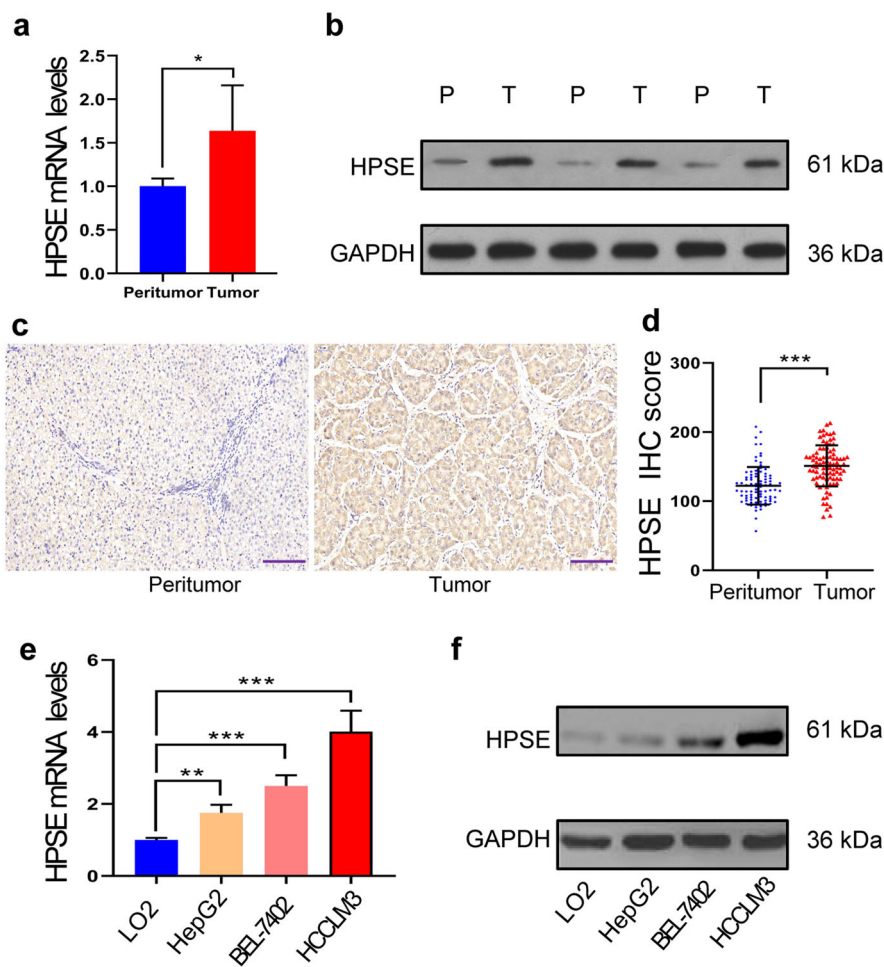 a
HPSE mRNA levels
2.5
2.0
1.5
1.0
0.5
0.0
*
Peritumor Tumor
b
P T P T P T
HPSE 61 kDa
GAPDH 36 kDa
c
Peritumor Tumor
d
HPSE IHC score
300
200
100
0
***
Peritumor Tumor
e
HPSE mRNA levels
6
4
2
0
***
***
**
LO2 HepG2 BEL-7402 HCCLM3
f
HPSE 61 kDa
GAPDH 36 kDa
LO2 HepG2 BEL-7402 HCCLM3